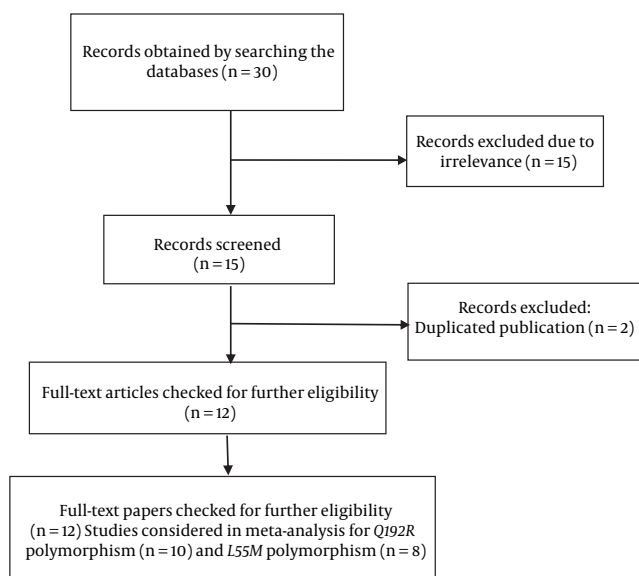 Records obtained by searching the
databases (n = 30)
Records excluded due to
irrelevance (n = 15)
Records screened
(n = 15)
Records excluded:
Duplicated publication (n = 2)
Full-text articles checked for further eligibility
(n = 12)
Full-text papers checked for further eligibility
(n = 12) Studies considered in meta-analysis for Q192R
polymorphism (n = 10) and L55M polymorphism (n = 8)